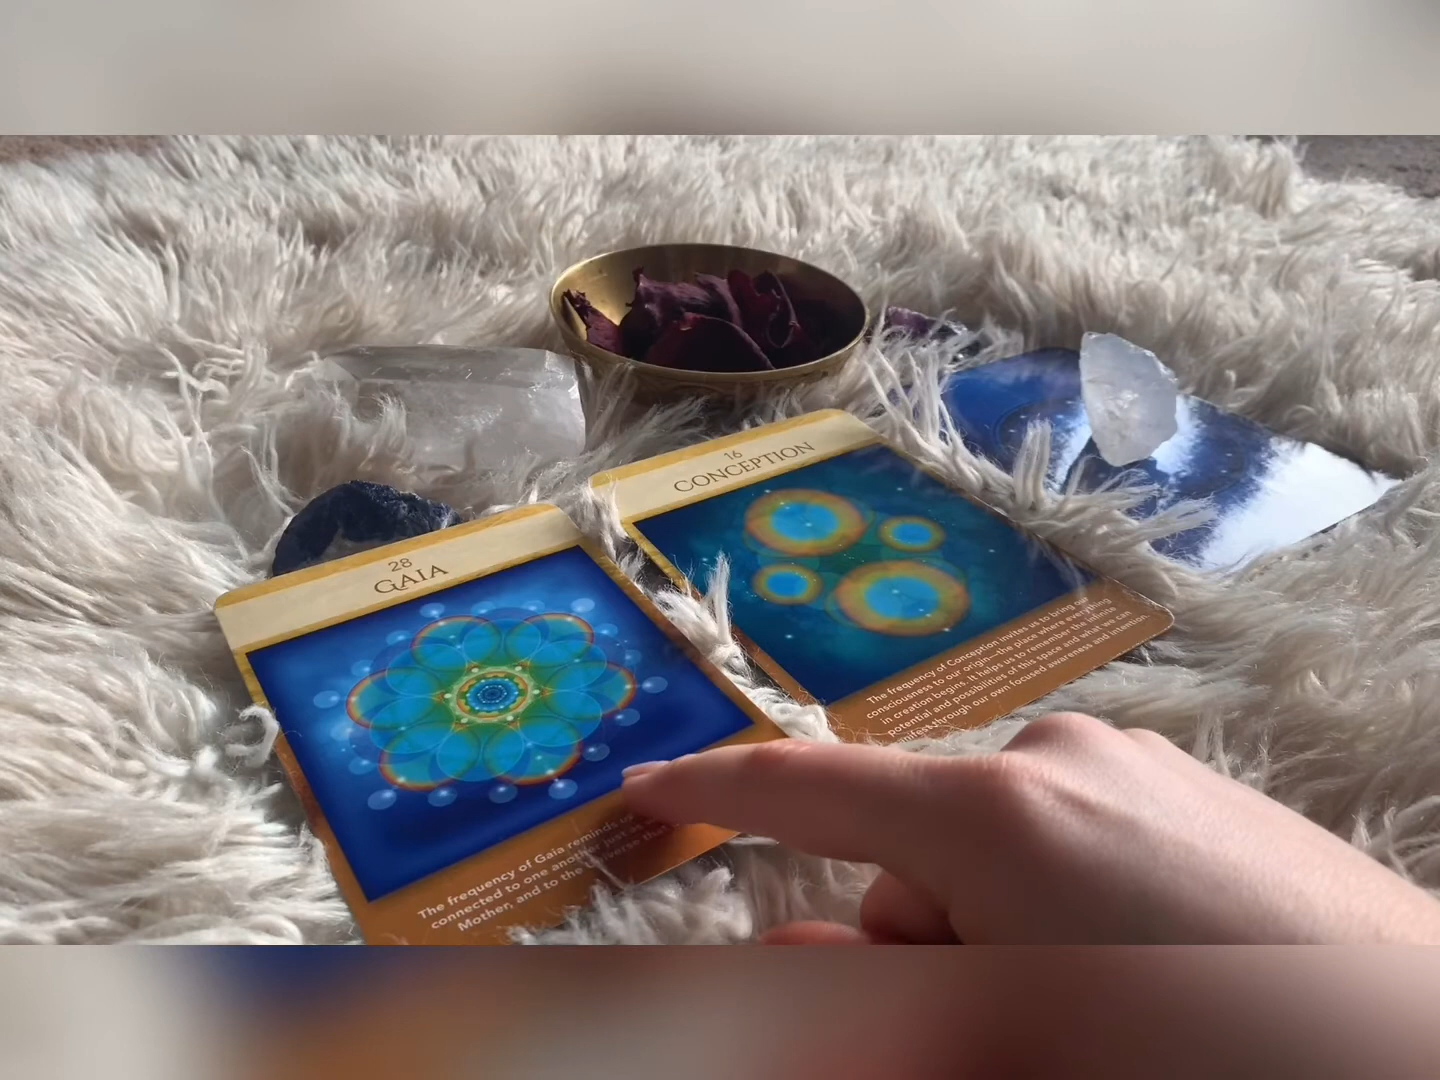 28
GAIA
The frequency of Gaia reminds us
connected to one another just as
Mother, and to the Universe that
16
CONCEPTION
The frequency of Conception invites us to bring our
consciousness to our origin—the place where everything
in creation begins. It helps us to remember the infinite
potential and possibilities of this space and what we can
manifest through our own focused awareness and intention.